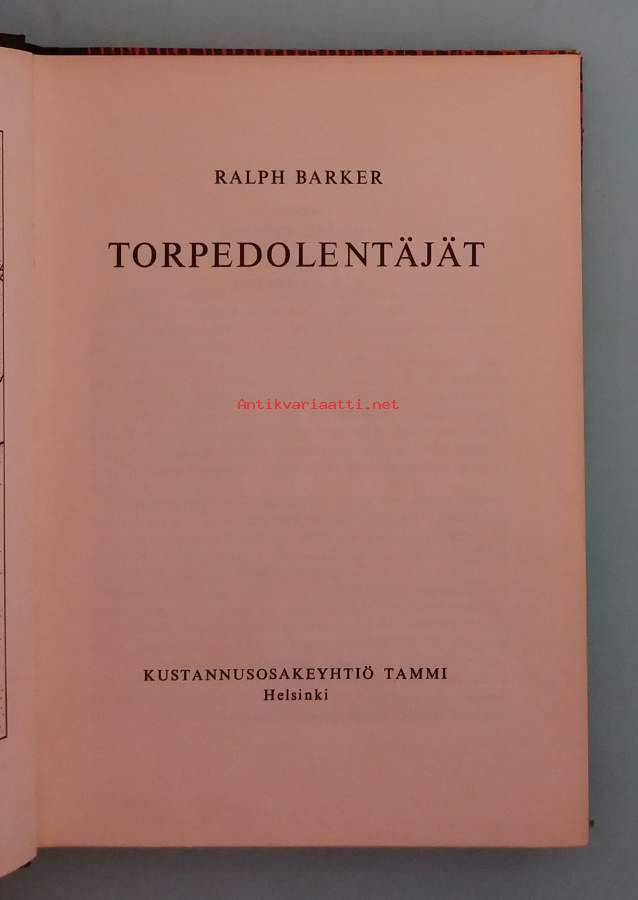 RALPH BARKER
TORPEDOLENTÄJÄT
Antikvariaatti.net
KUSTANNUSOSAKEYHTIÖ TAMMI
Helsinki